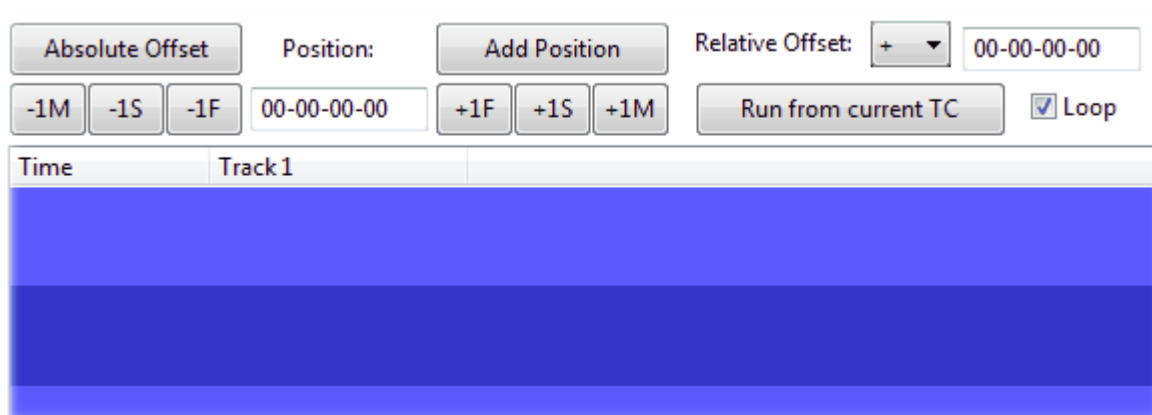 Absolute Offset Position: Add Position Relative Offset: + 00-00-00-00
-1M -1S -1F 00-00-00-00 +1F +1S +1M Run from current TC Loop
Time Track 1